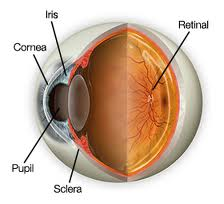 Iris
Cornea
Retinal
Pupil
Sclera